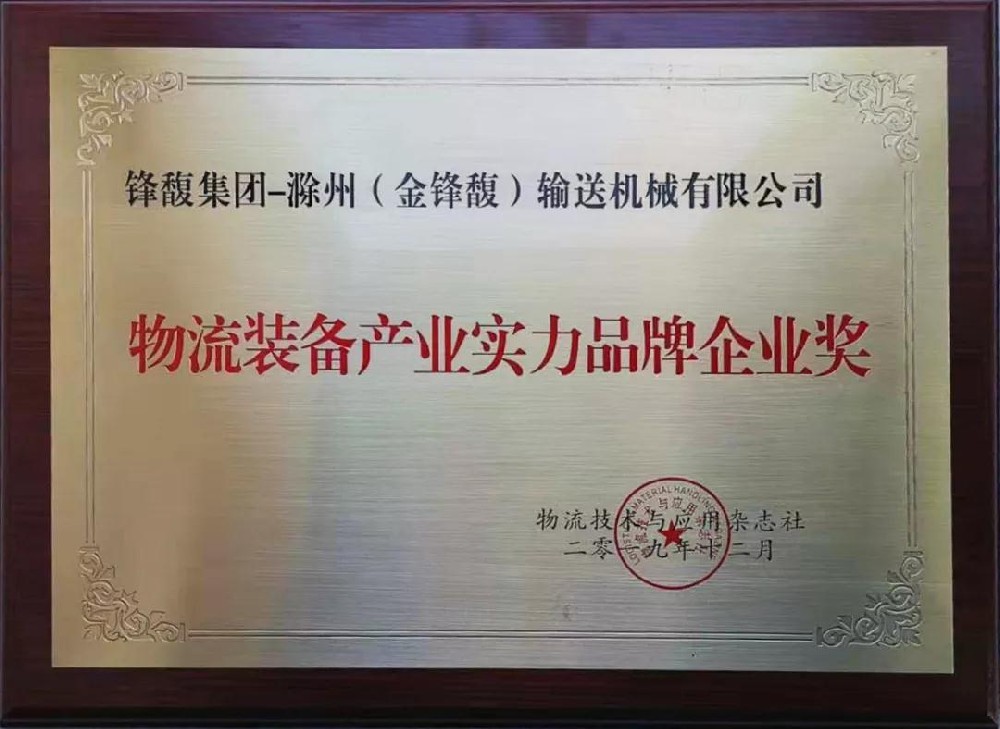 锋馥集团-滁州（金锋馥）输送机械有限公司
物流装备产业实力品牌企业奖
物流技术与应用杂志社
二零一九年十二月
MATERIAL HANDLING